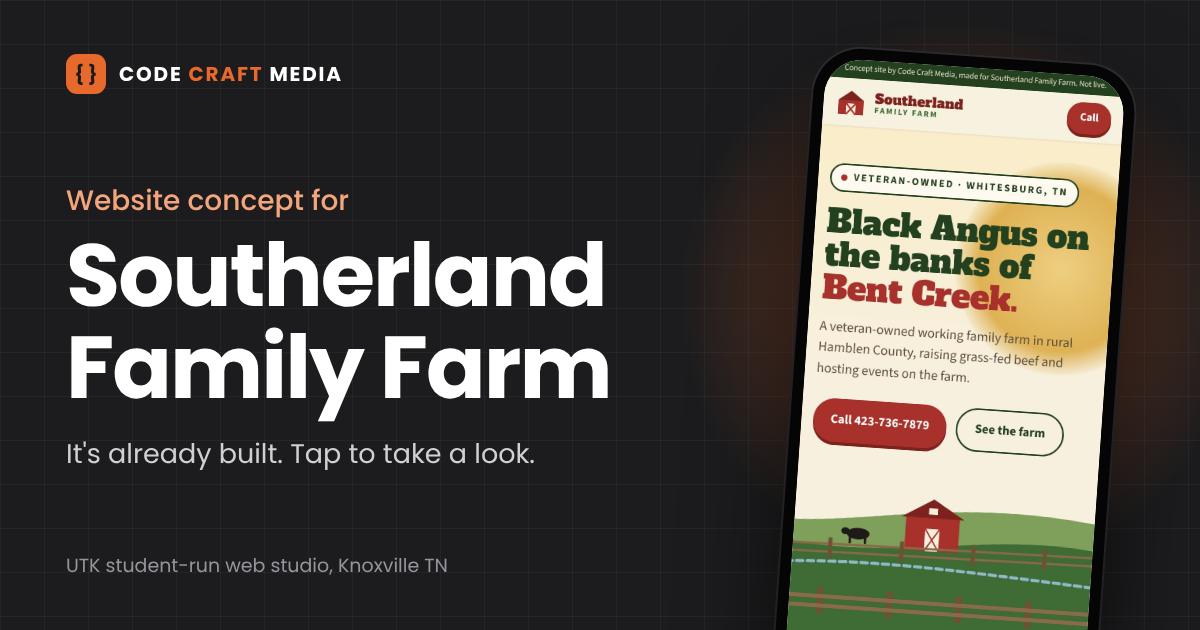 { }
CODE CRAFT MEDIA
Website concept for
Southerland
Family Farm
It's already built. Tap to take a look.
UTK student-run web studio, Knoxville TN
Concept site by Code Craft Media, made for Southerland Family Farm. Not live.
Southerland
FAMILY FARM
Call
VETERAN-OWNED · WHITESBURG, TN
Black Angus on
the banks of
Bent Creek.
A veteran-owned working family farm in rural
Hamblen County, raising grass-fed beef and
hosting events on the farm.
Call 423-736-7879
See the farm